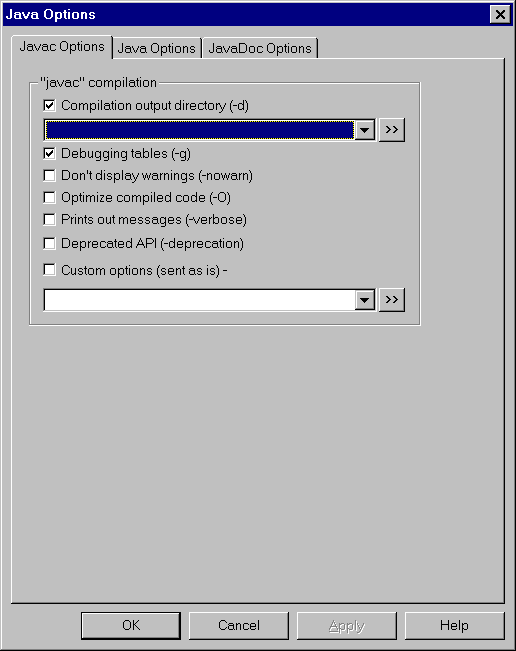 Java Options
Javac Options Java Options JavaDoc Options
"javac" compilation
Compilation output directory (-d)
>>
Debugging tables (-g)
Don't display warnings (-nowarn)
Optimize compiled code (-O)
Prints out messages (-verbose)
Deprecated API (-deprecation)
Custom options (sent as is) -
>>
OK Cancel Apply Help